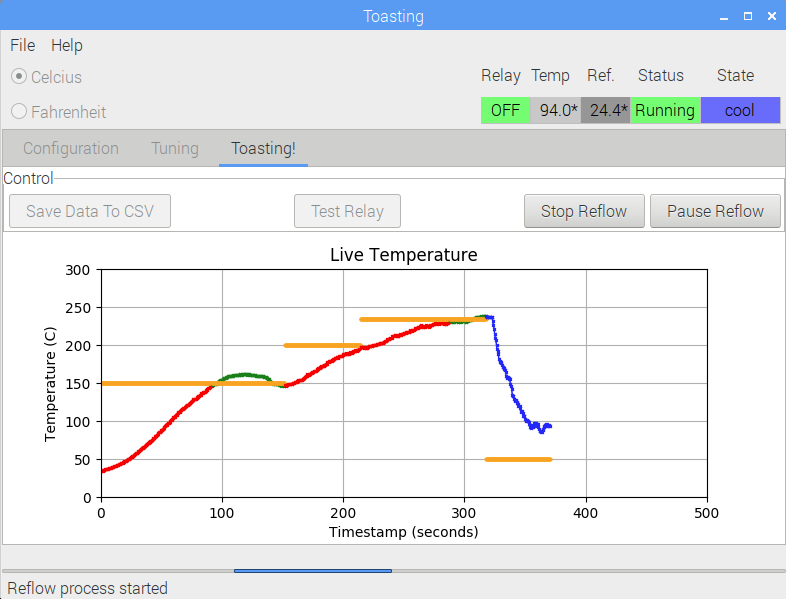 Toasting
File Help
Celcius
Fahrenheit
Relay Temp Ref. Status State
OFF 94.0* 24.4* Running cool
Configuration Tuning Toasting!
Control
Save Data To CSV Test Relay Stop Reflow Pause Reflow
Live Temperature
300
250
200
150
100
50
0
Temperature (C)
0 100 200 300 400 500
Timestamp (seconds)
Reflow process started